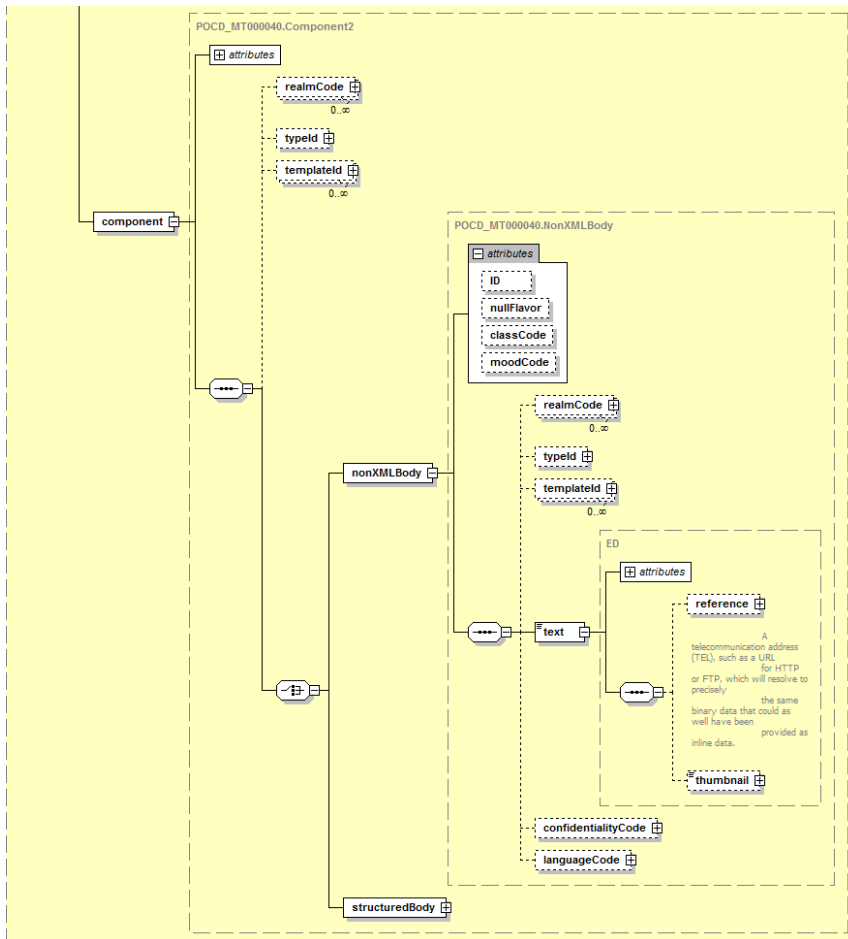 POCD_MT000040.Component2
attributes
realmCode
0..∞
typeId
templateId
0..∞
component
POCD_MT000040.NonXMLBody
attributes
ID
nullFlavor
classCode
moodCode
realmCode
0..∞
nonXMLBody
typeId
templateId
0..∞
ED
attributes
reference
text
A
telecommunication address
(TEL), such as a URL
for HTTP
or FTP, which will resolve to
precisely
the same
binary data that could as
well have been
provided as
inline data.
thumbnail
confidentialityCode
languageCode
structuredBody